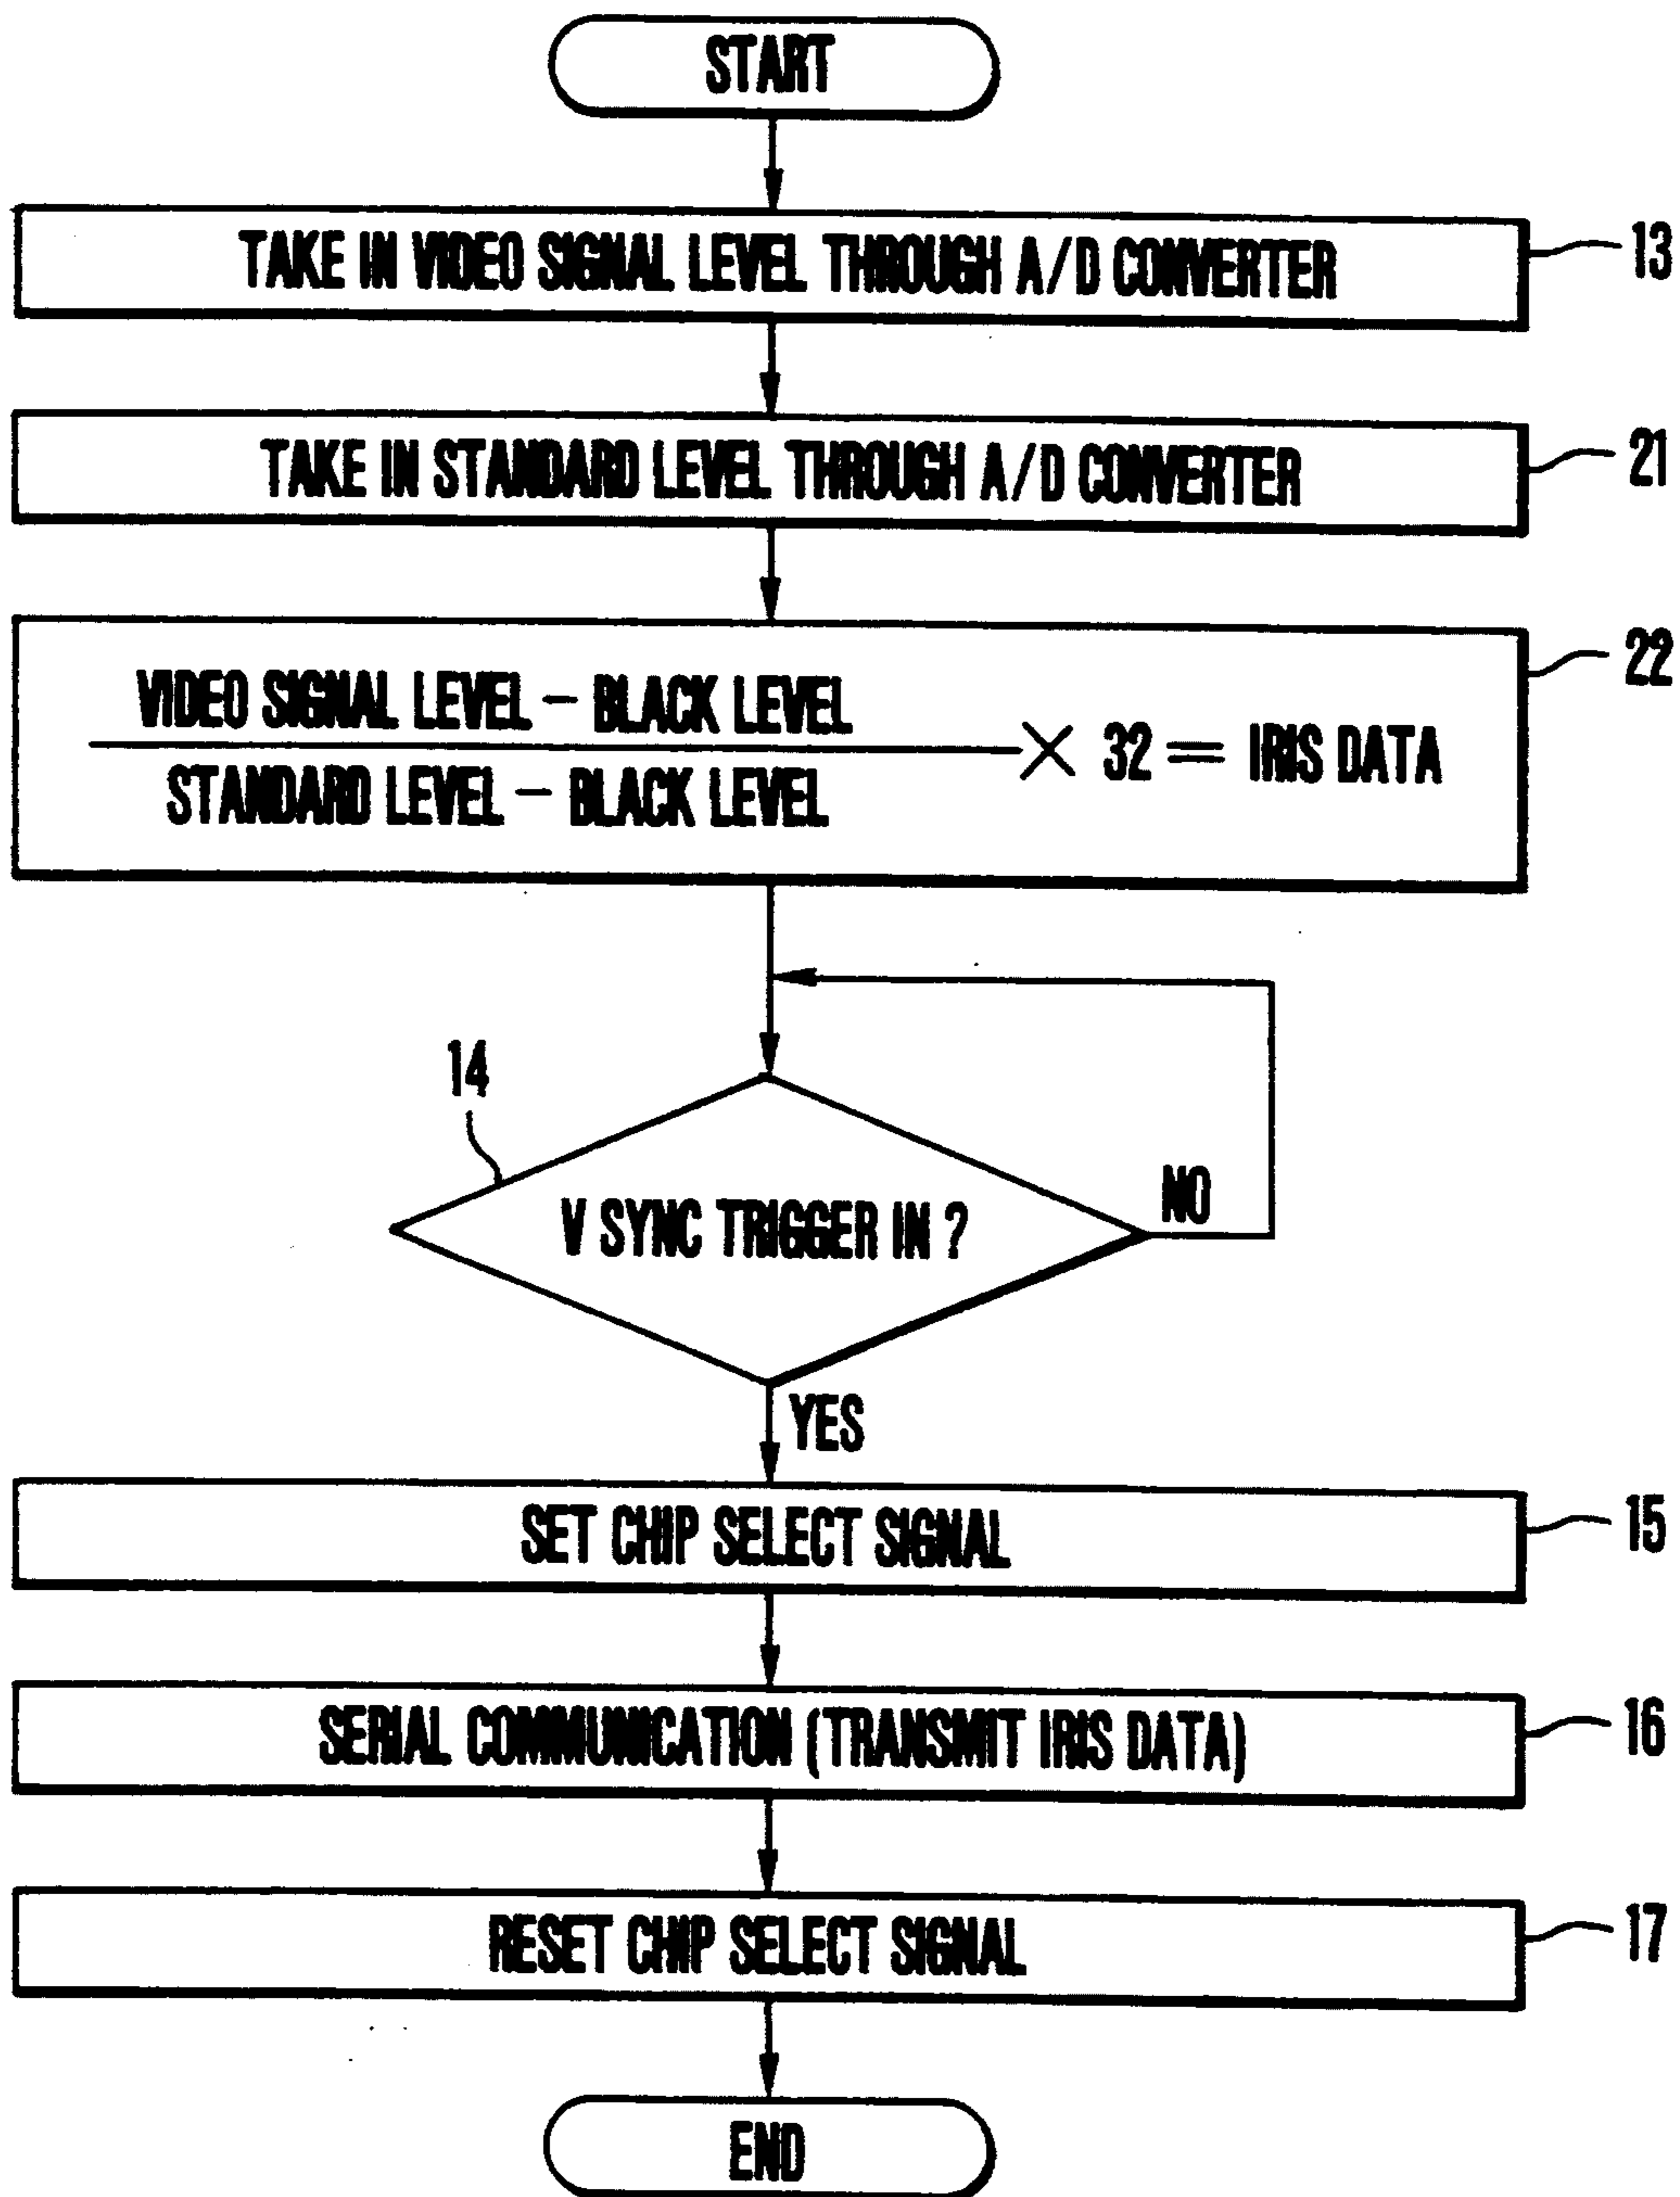 START
TAKE IN VIDEO SIGNAL LEVEL THROUGH A/D CONVERTER
13
TAKE IN STANDARD LEVEL THROUGH A/D CONVERTER
21
22
VIDEO SIGNAL LEVEL - BLACK LEVEL
STANDARD LEVEL - BLACK LEVEL
× 32 = IRIS DATA
14
V SYNC TRIGGER IN ?
NO
YES
SET CHIP SELECT SIGNAL
15
SERIAL COMMUNICATION (TRANSMIT IRIS DATA)
16
RESET CHIP SELECT SIGNAL
17
END